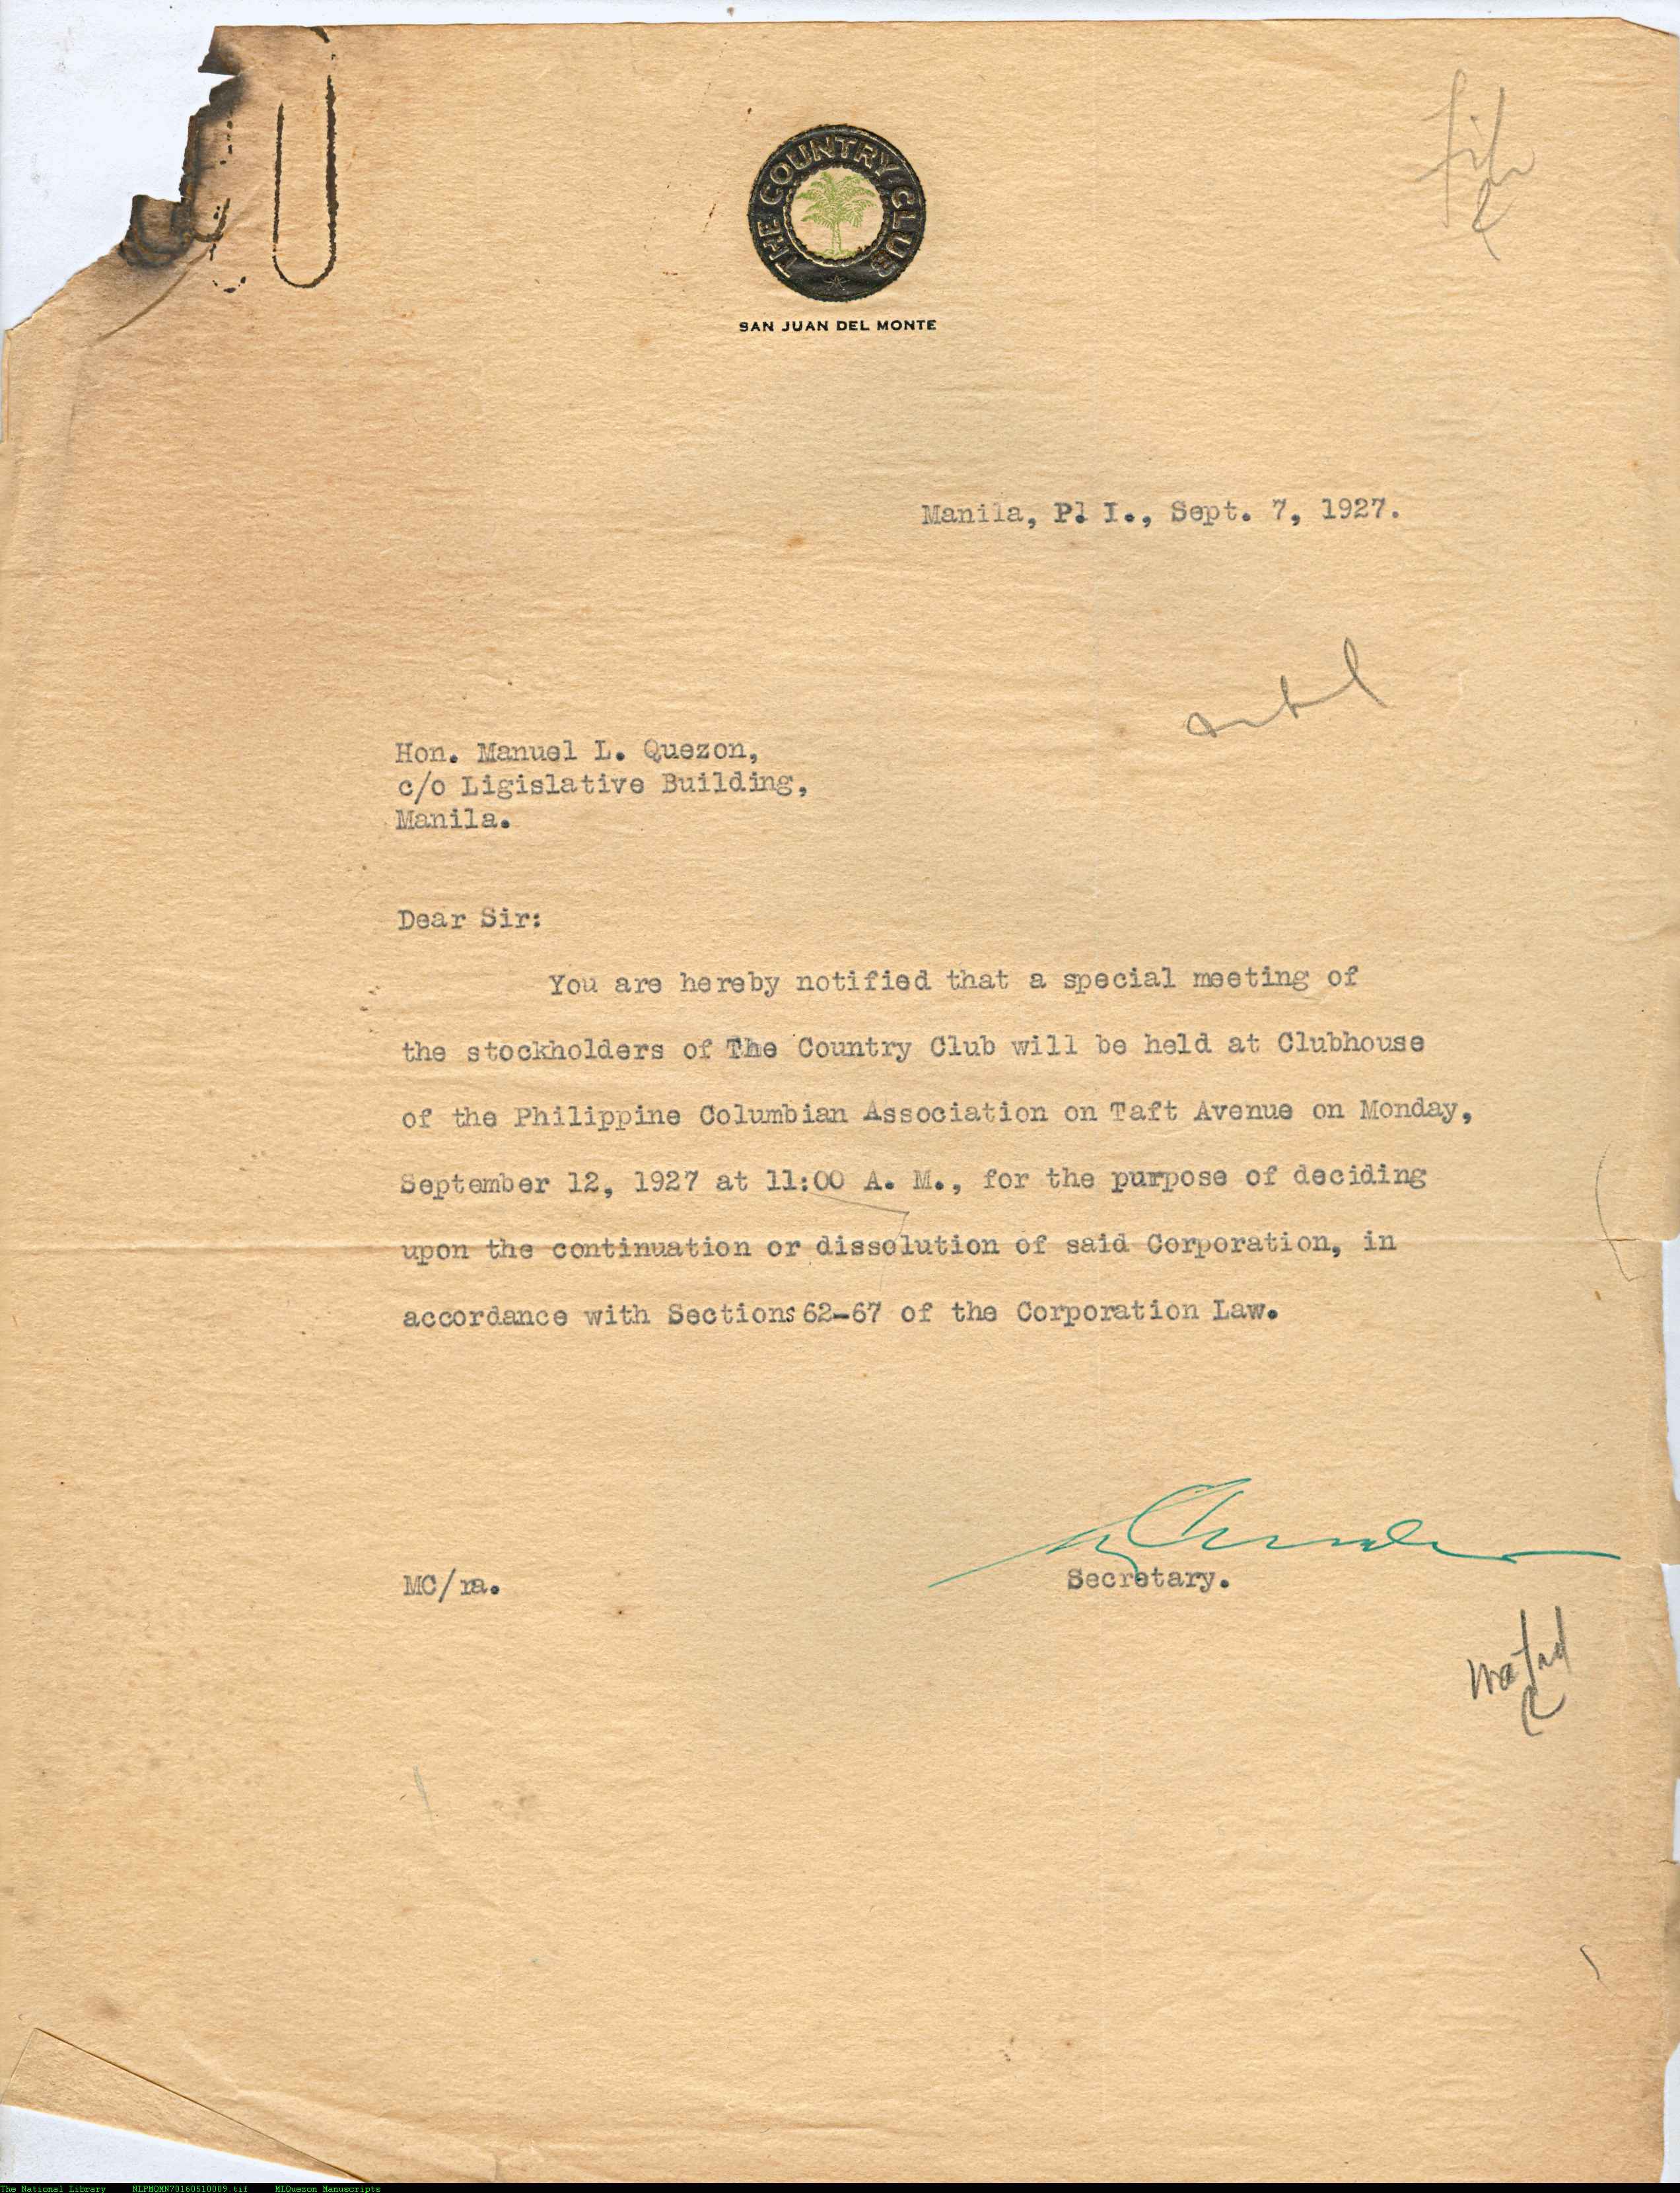 THE COUNTRY CLUB
SAN JUAN DEL MONTE
file
Manila, P. I., Sept. 7, 1927.
Hon. Manuel L. Quezon,
c/o Ligislative Building,
Manila.
Dear Sir:
You are hereby notified that a special meeting of
the stockholders of The Country Club will be held at Clubhouse
of the Philippine Columbian Association on Taft Avenue on Monday,
September 12, 1927 at 11:00 A. M., for the purpose of deciding
upon the continuation or dissolution of said Corporation, in
accordance with Sections 62-67 of the Corporation Law.
MC/ra.
Secretary.
The National Library NLPMQMN70160510009.tif MLQuezon Manuscripts